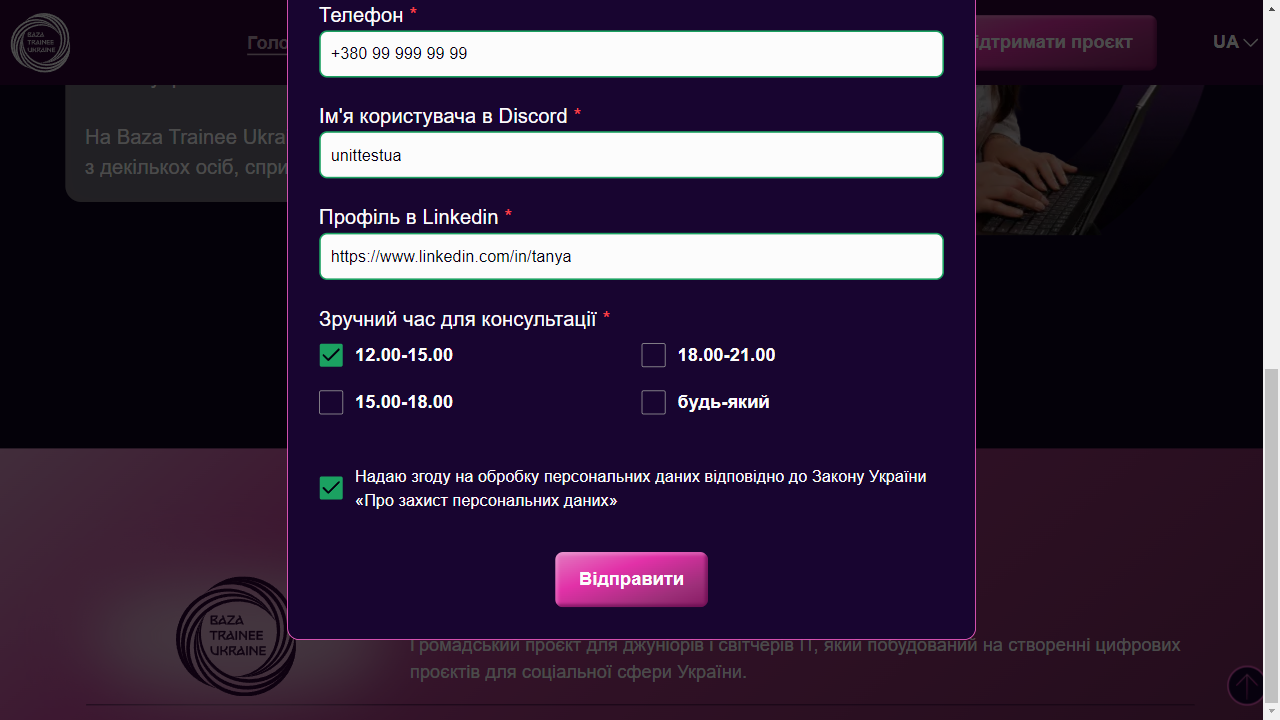 BAZA
TRAINEE
UKRAINE
Голо
ідтримати проєкт
UA
На Baza Trainee Ukra
з декількох осіб, спри
Телефон *
+380 99 999 99 99
Ім'я користувача в Discord *
unittestua
Профіль в Linkedin *
https://www.linkedin.com/in/tanya
Зручний час для консультації *
12.00-15.00
18.00-21.00
15.00-18.00
будь-який
Надаю згоду на обробку персональних даних відповідно до Закону України
«Про захист персональних даних»
Відправити
BAZA
TRAINEE
UKRAINE
Громадський проєкт для джуніорів і світчерів ІТ, який побудований на створенні цифрових
проєктів для соціальної сфери України.